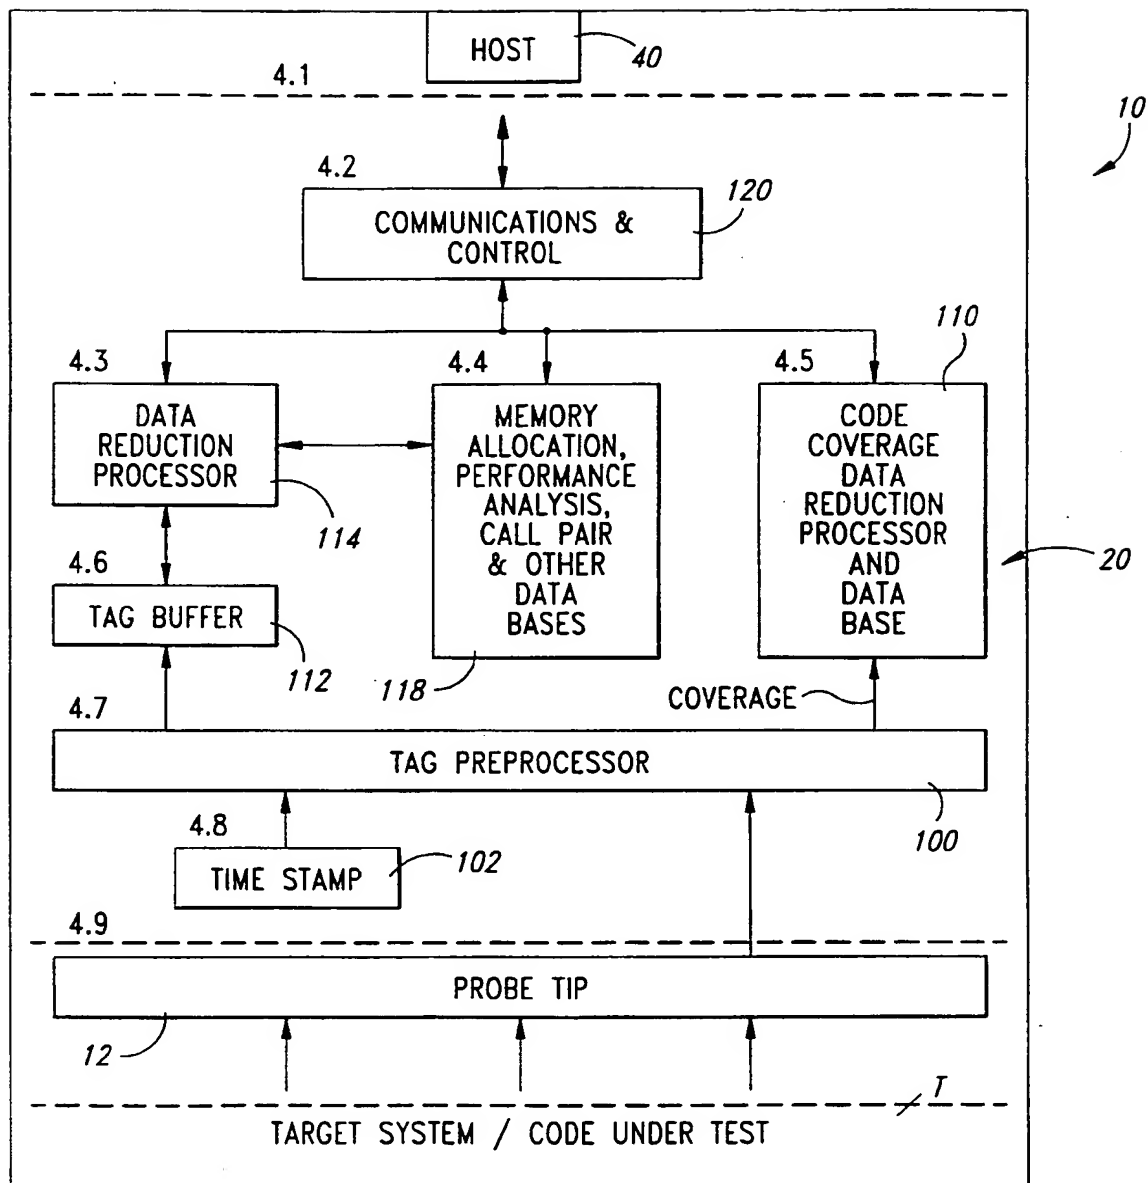 HOST
40
4.1
10
4.2
120
COMMUNICATIONS &
CONTROL
110
4.3
4.4
4.5
DATA
REDUCTION
PROCESSOR
114
MEMORY
ALLOCATION,
PERFORMANCE
ANALYSIS,
CALL PAIR
& OTHER
DATA
BASES
118
CODE
COVERAGE
DATA
REDUCTION
PROCESSOR
AND
DATA
BASE
20
4.6
TAG BUFFER
112
COVERAGE
4.7
TAG PREPROCESSOR
100
4.8
TIME STAMP
102
4.9
PROBE TIP
12
T
TARGET SYSTEM / CODE UNDER TEST